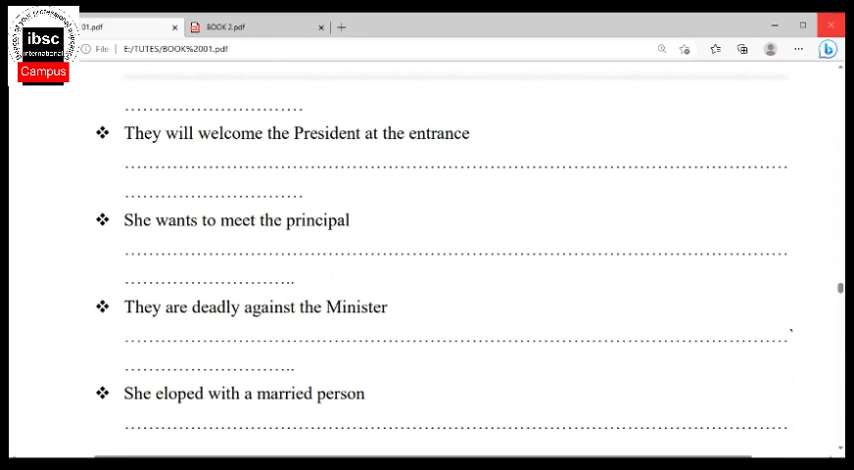 ibsc
international
Campus
01.pdf
BOOK 2.pdf
File
E:/TUTES/BOOK%2001.pdf
They will welcome the President at the entrance
She wants to meet the principal
They are deadly against the Minister
She eloped with a married person